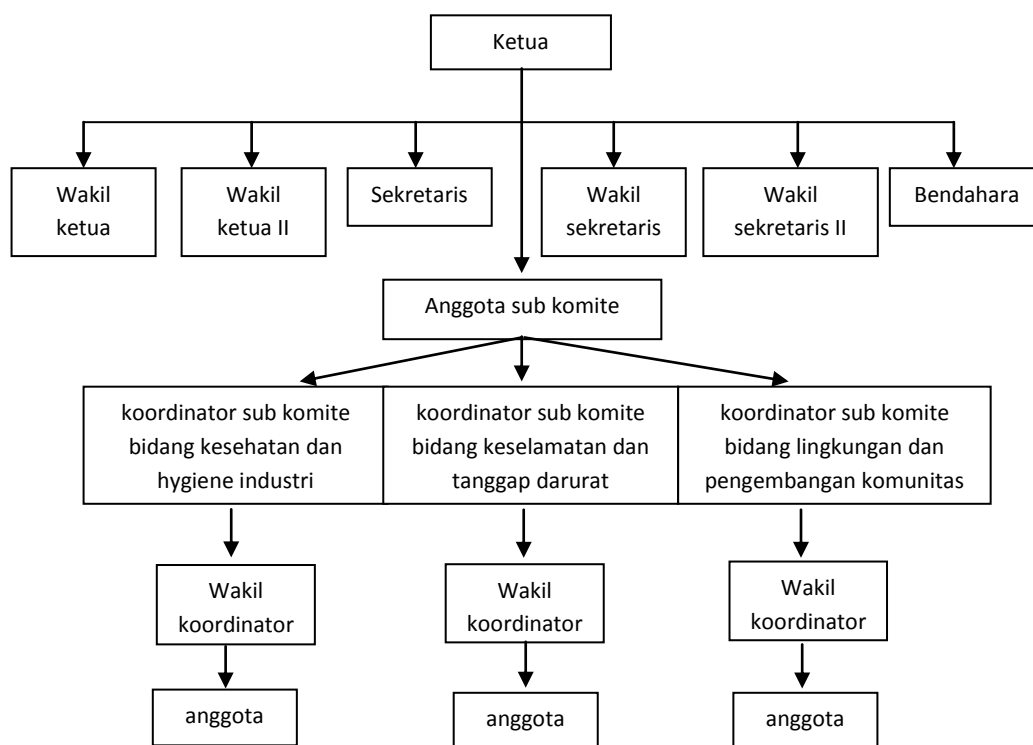 Ketua
Wakil
ketua
Wakil
ketua II
Sekretaris
Wakil
sekretaris
Wakil
sekretaris II
Bendahara
Anggota sub komite
koordinator sub komite
bidang kesehatan dan
hygiene industri
koordinator sub komite
bidang keselamatan dan
tanggap darurat
koordinator sub komite
bidang lingkungan dan
pengembangan komunitas
Wakil
koordinator
Wakil
koordinator
Wakil
koordinator
anggota
anggota
anggota